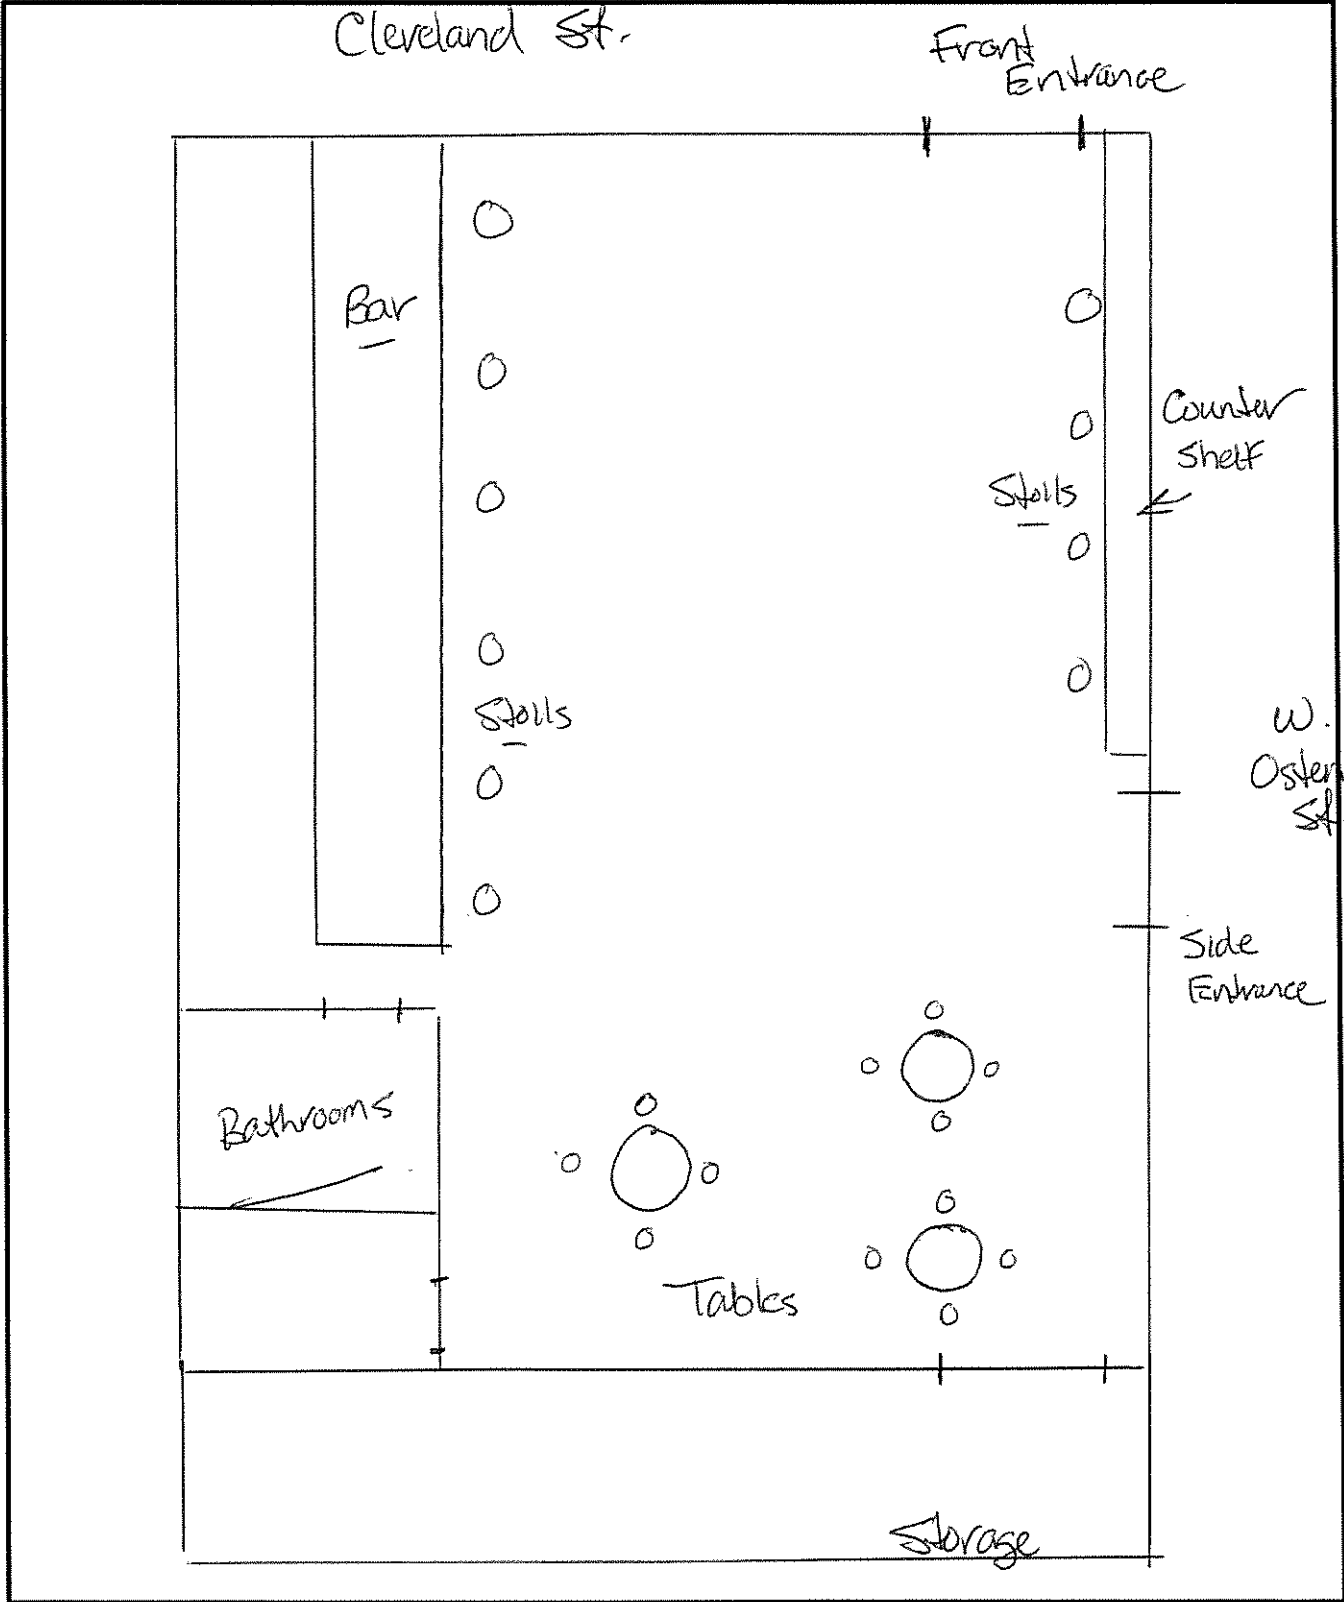 Cleveland St.
Front
Entrance
Bar
Counter
Shelf
Stolls
Stolls
W.
Osten
St
Side
Entrance
Bathrooms
Tables
Storage